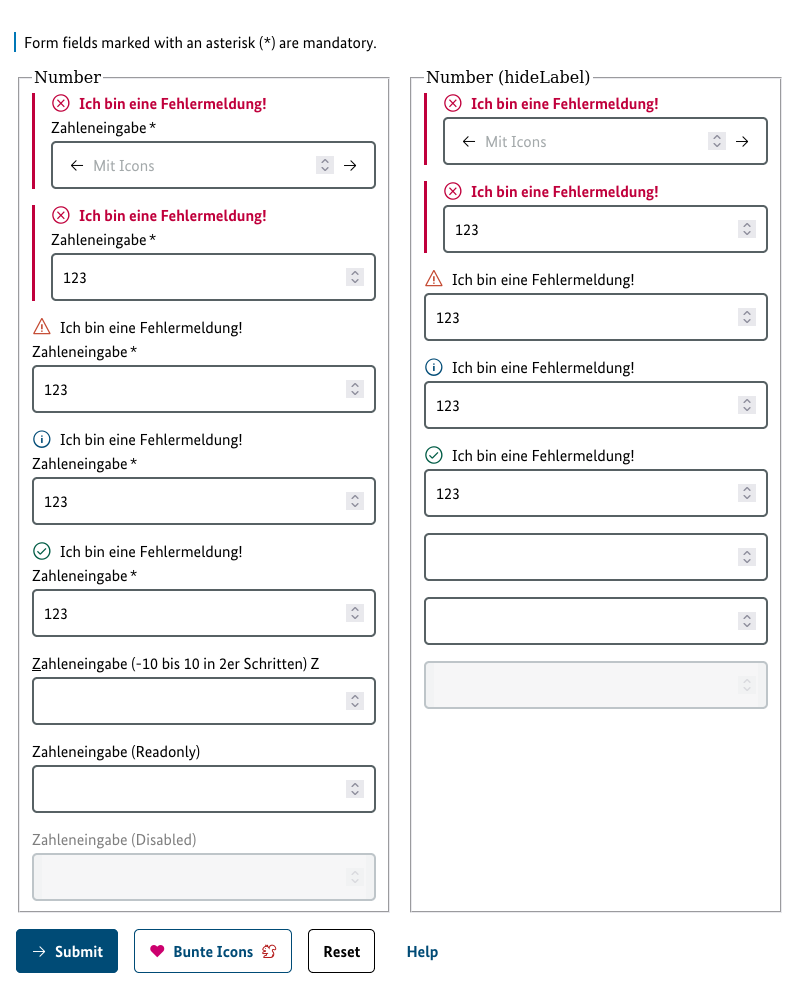 Form fields marked with an asterisk (*) are mandatory.
Number
Ich bin eine Fehlermeldung!
Zahleneingabe *
Mit Icons
Ich bin eine Fehlermeldung!
Zahleneingabe *
123
Ich bin eine Fehlermeldung!
Zahleneingabe *
123
Ich bin eine Fehlermeldung!
Zahleneingabe *
123
Ich bin eine Fehlermeldung!
Zahleneingabe *
123
Zahleneingabe (-10 bis 10 in 2er Schritten) Z
Zahleneingabe (Readonly)
Zahleneingabe (Disabled)
Number (hideLabel)
Ich bin eine Fehlermeldung!
Mit Icons
Ich bin eine Fehlermeldung!
123
Ich bin eine Fehlermeldung!
123
Ich bin eine Fehlermeldung!
123
Ich bin eine Fehlermeldung!
123
Submit
Bunte Icons
Reset
Help